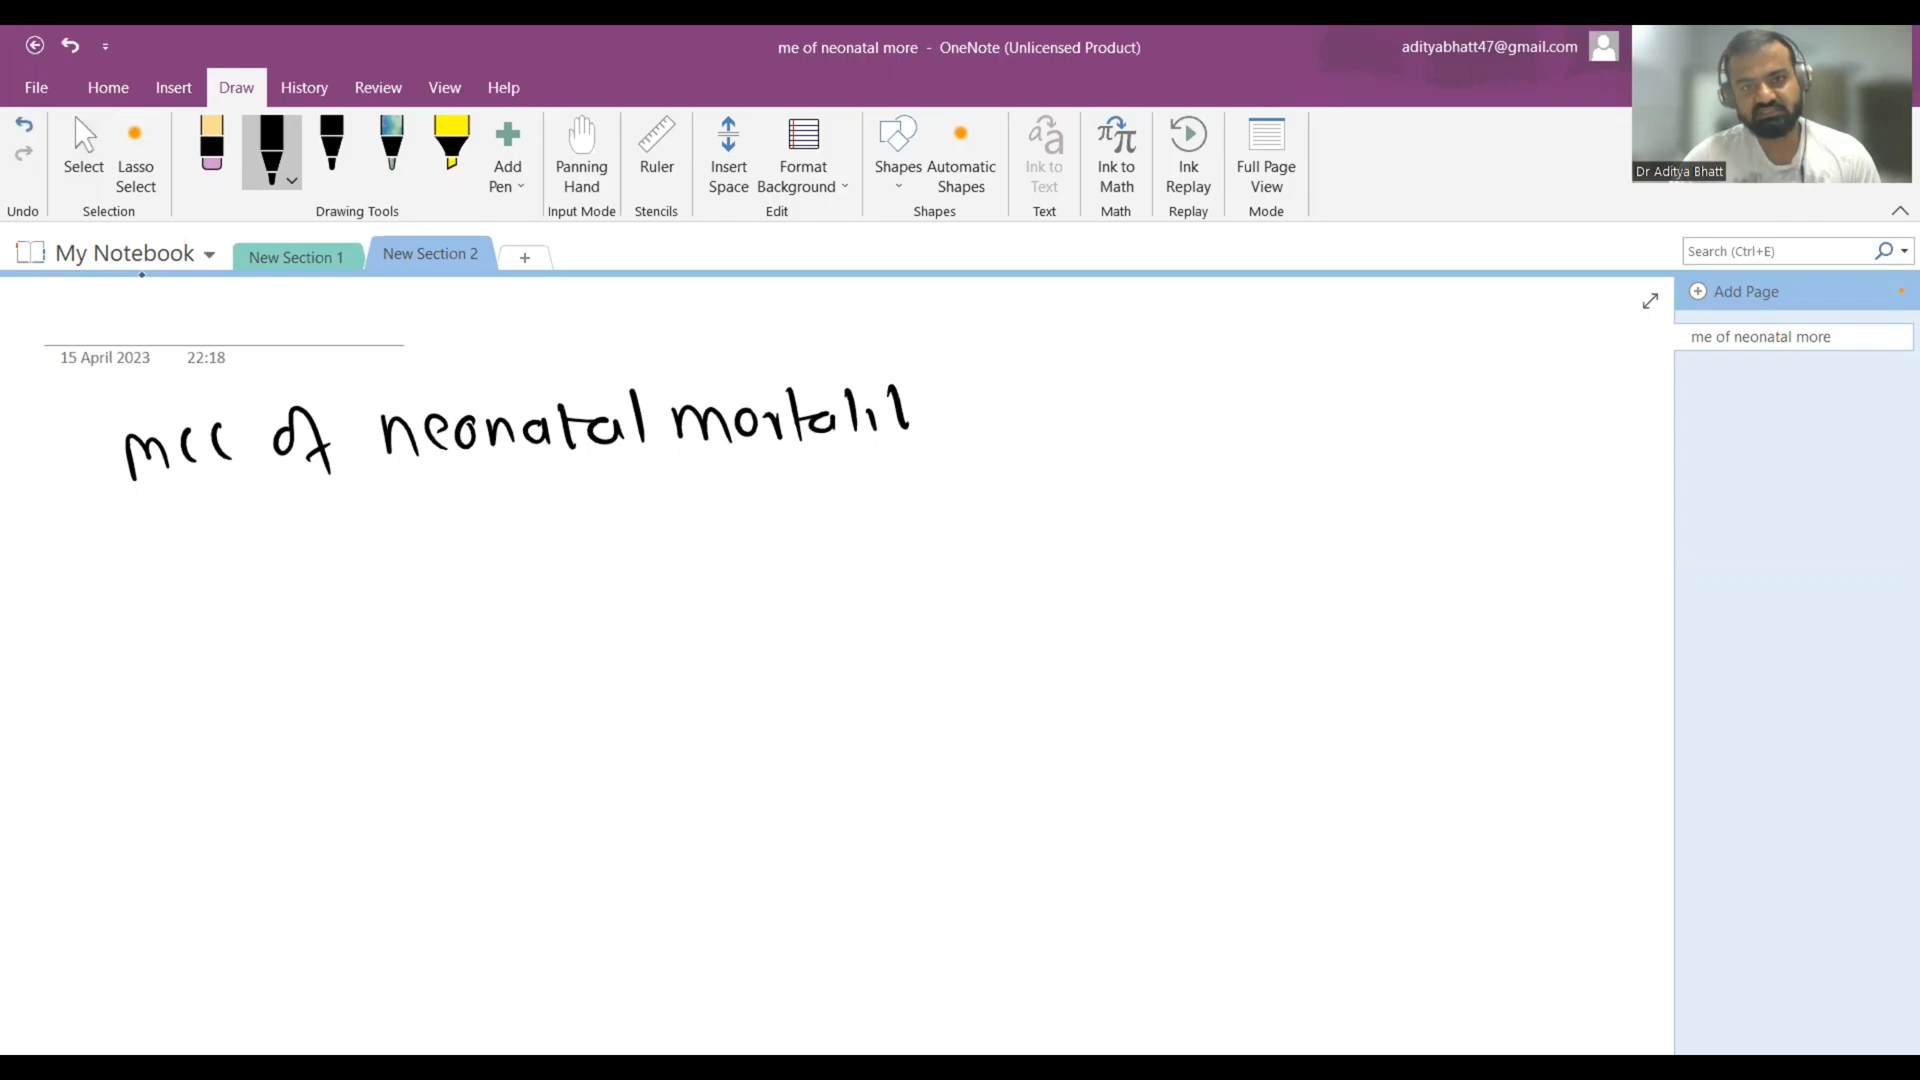 me of neonatal more - OneNote (Unlicensed Product)
adityabhatt47@gmail.com
File Home Insert Draw History Review View Help
Select
Lasso Select
Add Pen
Panning Hand
Ruler
Insert Space
Format Background
Shapes
Automatic Shapes
Ink to Text
Ink to Math
Ink Replay
Full Page View
Dr Aditya Bhatt
Undo Selection Drawing Tools Input Mode Stencils Edit Shapes Text Math Replay Mode
My Notebook New Section 1 New Section 2 +
Search (Ctrl+E)
Add Page
me of neonatal more
15 April 2023 22:18
mcc of neonatal mortalit